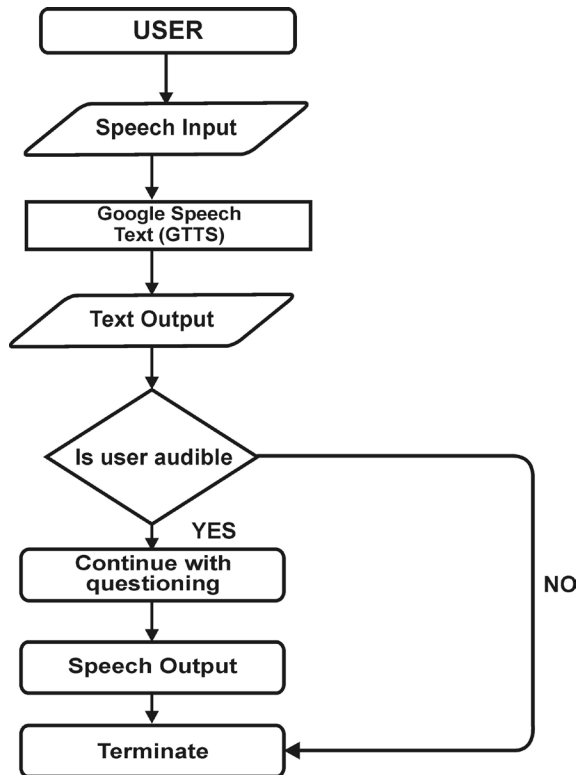 USER
Speech Input
Google Speech
Text (GTTS)
Text Output
Is user audible
YES
Continue with
questioning
NO
Speech Output
Terminate